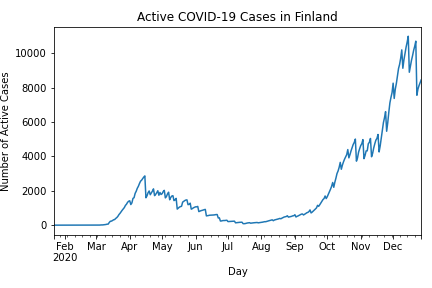 Active COVID-19 Cases in Finland
Number of Active Cases
10000
8000
6000
4000
2000
0
Feb Mar Apr May Jun Jul Aug Sep Oct Nov Dec
2020
Day